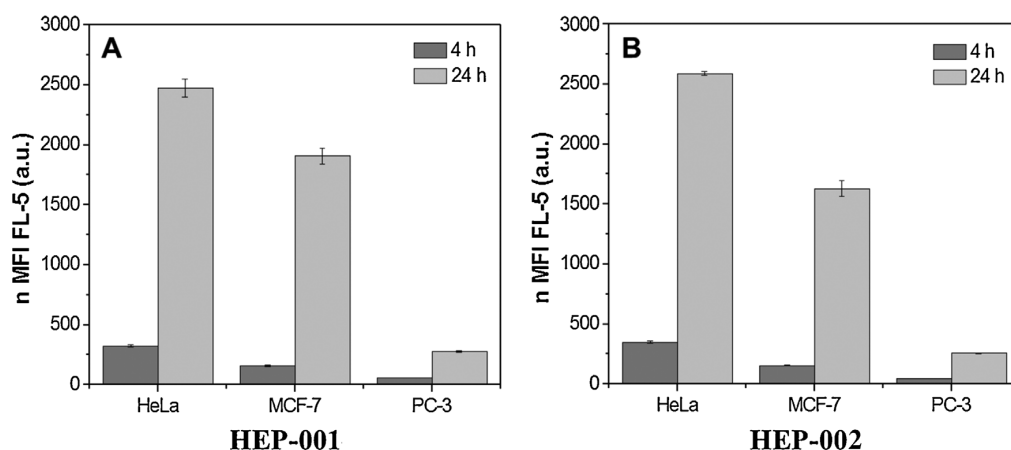 A
4 h
24 h
n MFI FL-5 (a.u.)
3000
2500
2000
1500
1000
500
0
HeLa MCF-7 PC-3
HEP-001
B
4 h
24 h
n MFI FL-5 (a.u.)
3000
2500
2000
1500
1000
500
0
HeLa MCF-7 PC-3
HEP-002